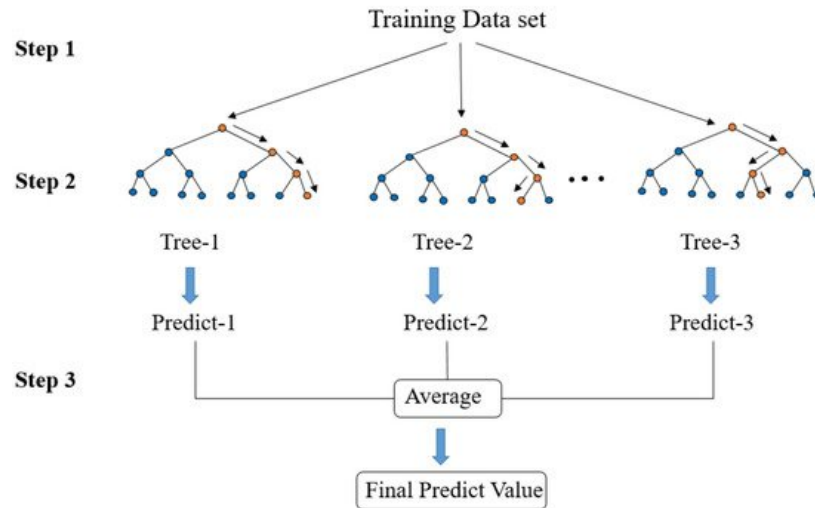 Training Data set
Step 1
Step 2
Tree-1
Tree-2
Tree-3
Predict-1
Predict-2
Predict-3
Step 3
Average
Final Predict Value